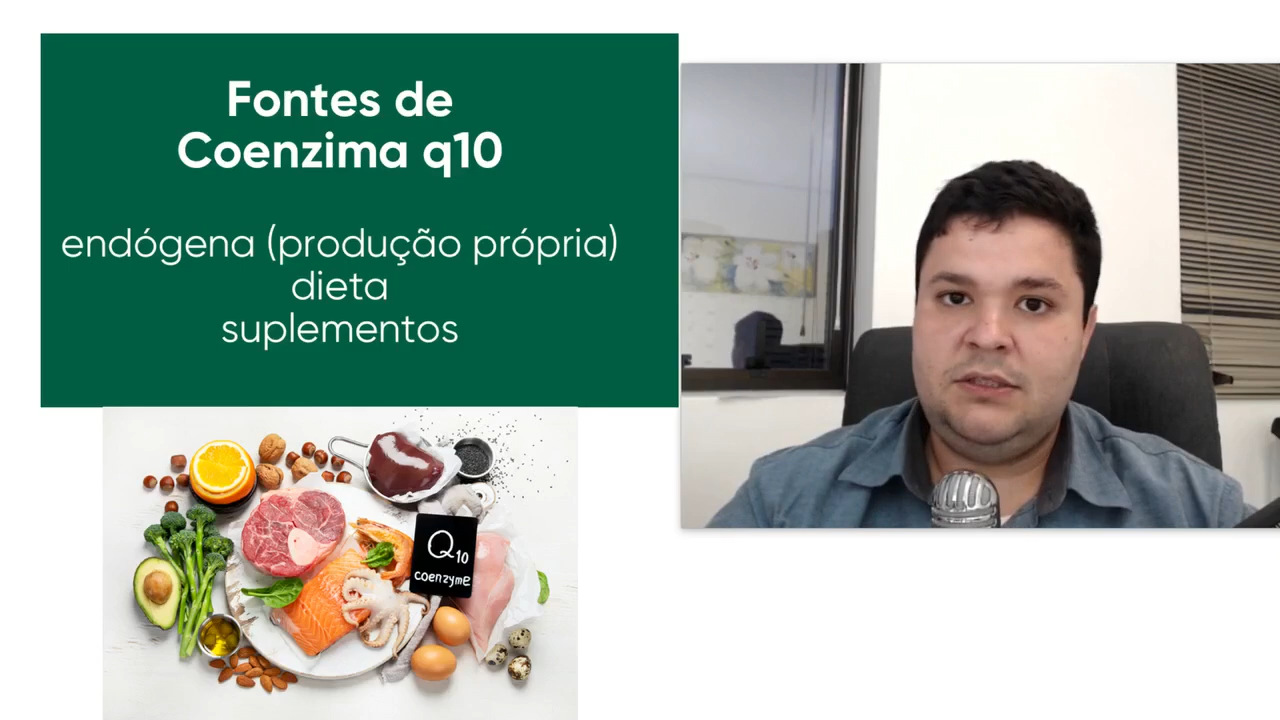 Fontes de
Coenzima q10
endógena (produção própria)
dieta
suplementos
Q10
coenzyme